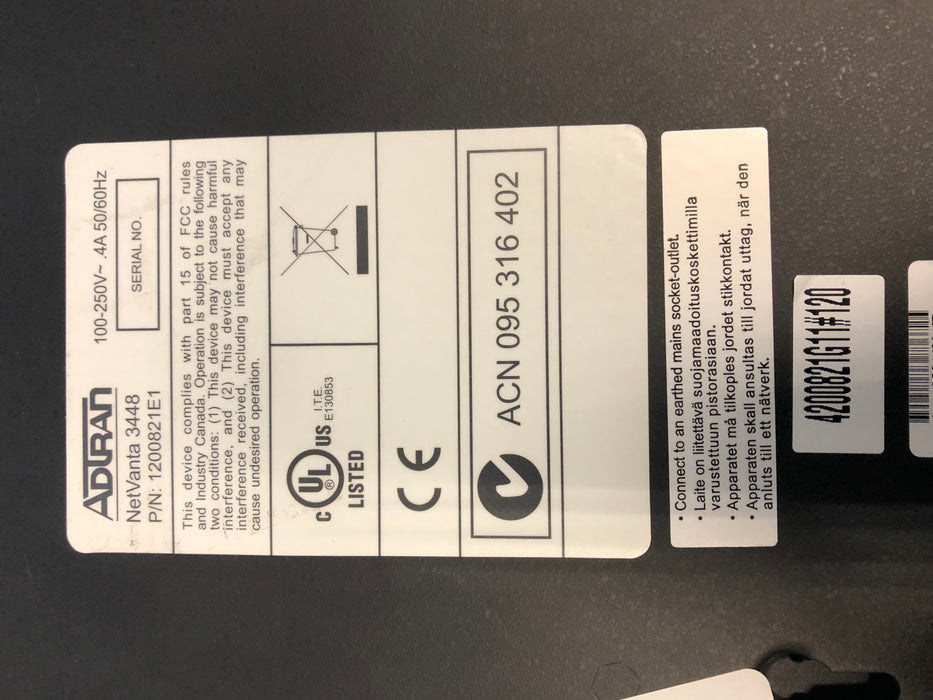 ADTRAN
NetVanta 3448
P/N: 1200821E1
100-250V~ .4A 50/60Hz
SERIAL NO.
This device complies with part 15 of FCC rules
and Industry Canada. Operation is subject to the following
two conditions: (1) This device may not cause harmful
interference, and (2) This device must accept any
interference received, including interference that may
cause undesired operation.
C UL ® US
LISTED
I.T.E.
E130853
CE
ACN 095 316 402
• Connect to an earthed mains socket-outlet.
• Laite on liitettävä suojamaadoituskoskettimilla
varustettuun pistorasiaan.
• Apparatet må tilkoples jordet stikkontakt.
• Apparaten skall ansultas till jordat uttag, när den
anluts till ett nätverk.
4200821G11#120